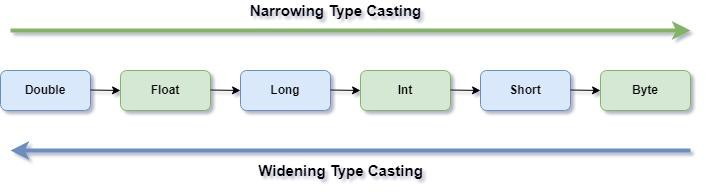 Narrowing Type Casting
Double Float Long Int Short Byte
Widening Type Casting